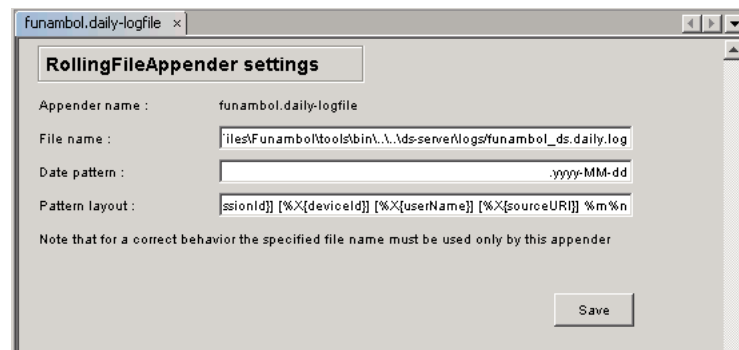 funambol.daily-logfile ×
RollingFileAppender settings
Appender name : funambol.daily-logfile
File name : iles\Funambol\tools\bin\..\..\ds-server\logs/funambol_ds.daily.log
Date pattern : .yyyy-MM-dd
Pattern layout : ssionId}] [%X{deviceId}] [%X{userName}] [%X{sourceURI}] %m%n
Note that for a correct behavior the specified file name must be used only by this appender
Save